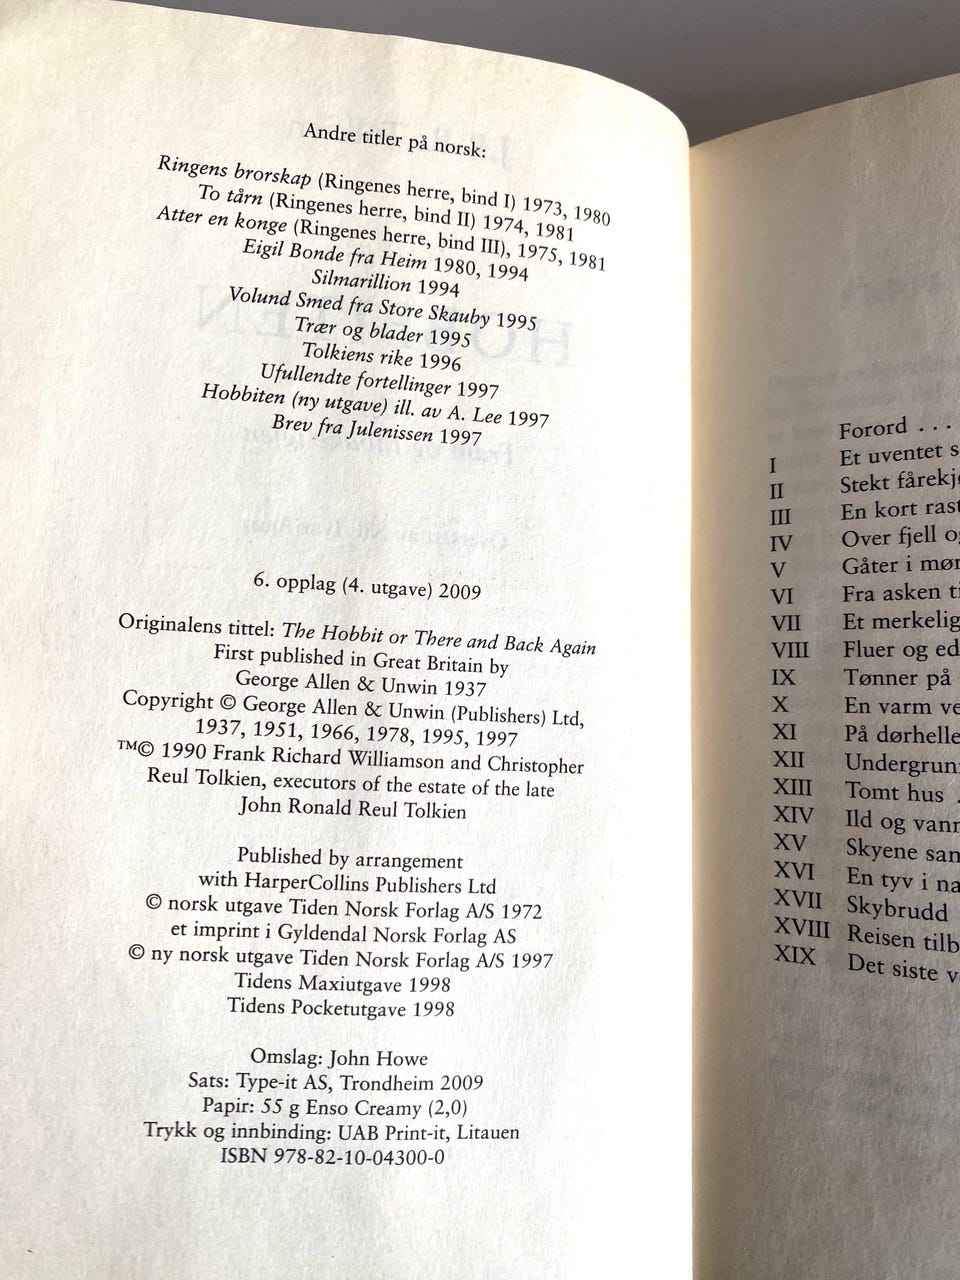 Andre titler på norsk:
Ringens brorskap (Ringenes herre, bind I) 1973, 1980
To tårn (Ringenes herre, bind II) 1974, 1981
Atter en konge (Ringenes herre, bind III), 1975, 1981
Eigil Bonde fra Heim 1980, 1994
Silmarillion 1994
Volund Smed fra Store Skauby 1995
Trær og blader 1995
Tolkiens rike 1996
Ufullendte fortellinger 1997
Hobbiten (ny utgave) ill. av A. Lee 1997
Brev fra Julenissen 1997
6. opplag (4. utgave) 2009
Originalens tittel: The Hobbit or There and Back Again
First published in Great Britain by
George Allen & Unwin 1937
Copyright © George Allen & Unwin (Publishers) Ltd,
1937, 1951, 1966, 1978, 1995, 1997
™© 1990 Frank Richard Williamson and Christopher
Reul Tolkien, executors of the estate of the late
John Ronald Reul Tolkien
Published by arrangement
with HarperCollins Publishers Ltd
© norsk utgave Tiden Norsk Forlag A/S 1972
et imprint i Gyldendal Norsk Forlag AS
© ny norsk utgave Tiden Norsk Forlag A/S 1997
Tidens Maxiutgave 1998
Tidens Pocketutgave 1998
Omslag: John Howe
Sats: Type-it AS, Trondheim 2009
Papir: 55 g Enso Creamy (2,0)
Trykk og innbinding: UAB Print-it, Litauen
ISBN 978-82-10-04300-0
Forord . . .
I Et uventet
II Stekt
III En kort
IV Over fjell
V Gåter i
VI Fra asken
VII Et
VIII Fluer og
IX Tønner på
X En varm
XI På
XII
XIII Tomt hus .
XIV Ild og
XV Skyene
XVI En tyv i
XVII Skybrudd
XVIII Reisen
XIX Det siste